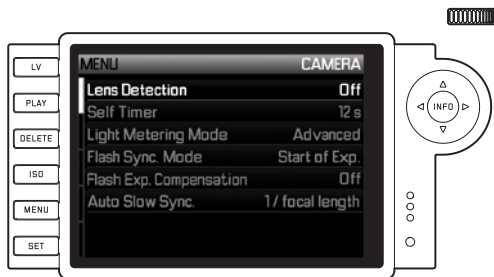 LV
PLAY
DELETE
ISO
MENU
SET
MENU CAMERA
Lens Detection Off
Self Timer 12 s
Light Metering Mode Advanced
Flash Sync. Mode Start of Exp.
Flash Exp. Compensation Off
Auto Slow Sync. 1/ focal length
INFO